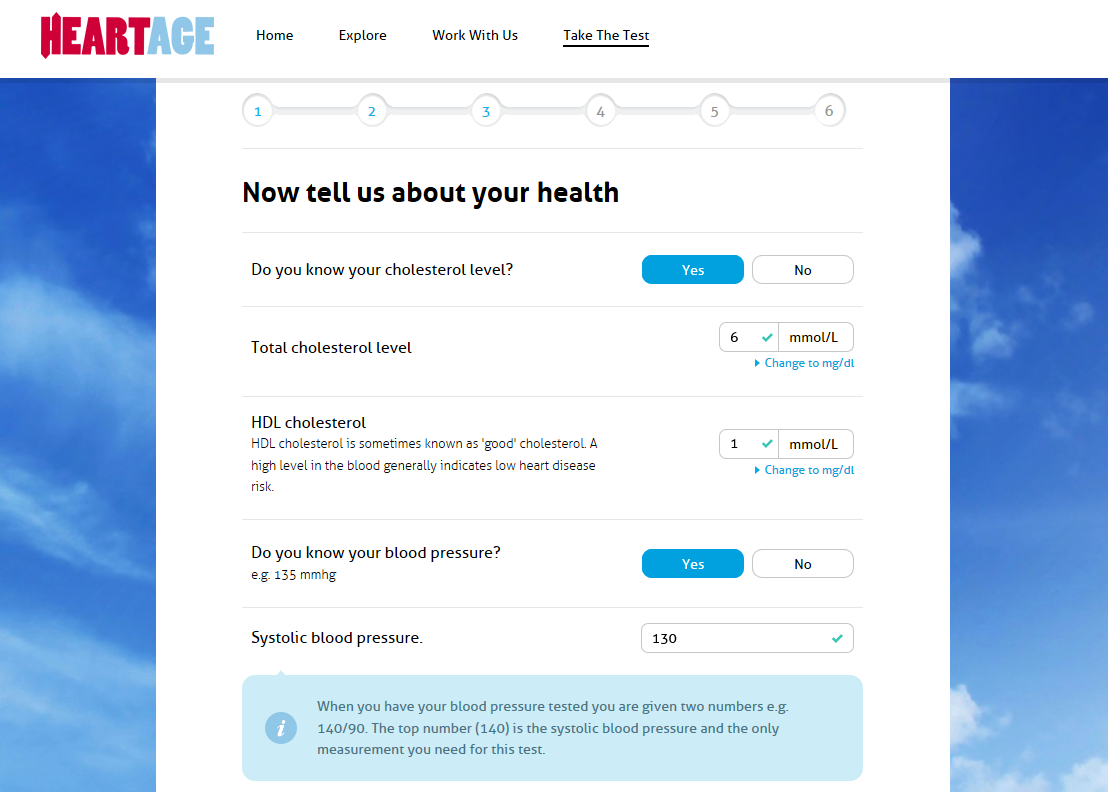 HEARTAGE
Home Explore Work With Us Take The Test
1 2 3 4 5 6
Now tell us about your health
Do you know your cholesterol level? Yes No
Total cholesterol level 6 mmol/L
Change to mg/dl
HDL cholesterol
HDL cholesterol is sometimes known as 'good' cholesterol. A
high level in the blood generally indicates low heart disease
risk.
1 mmol/L
Change to mg/dl
Do you know your blood pressure?
e.g. 135 mmhg
Yes No
Systolic blood pressure. 130
i
When you have your blood pressure tested you are given two numbers e.g.
140/90. The top number (140) is the systolic blood pressure and the only
measurement you need for this test.